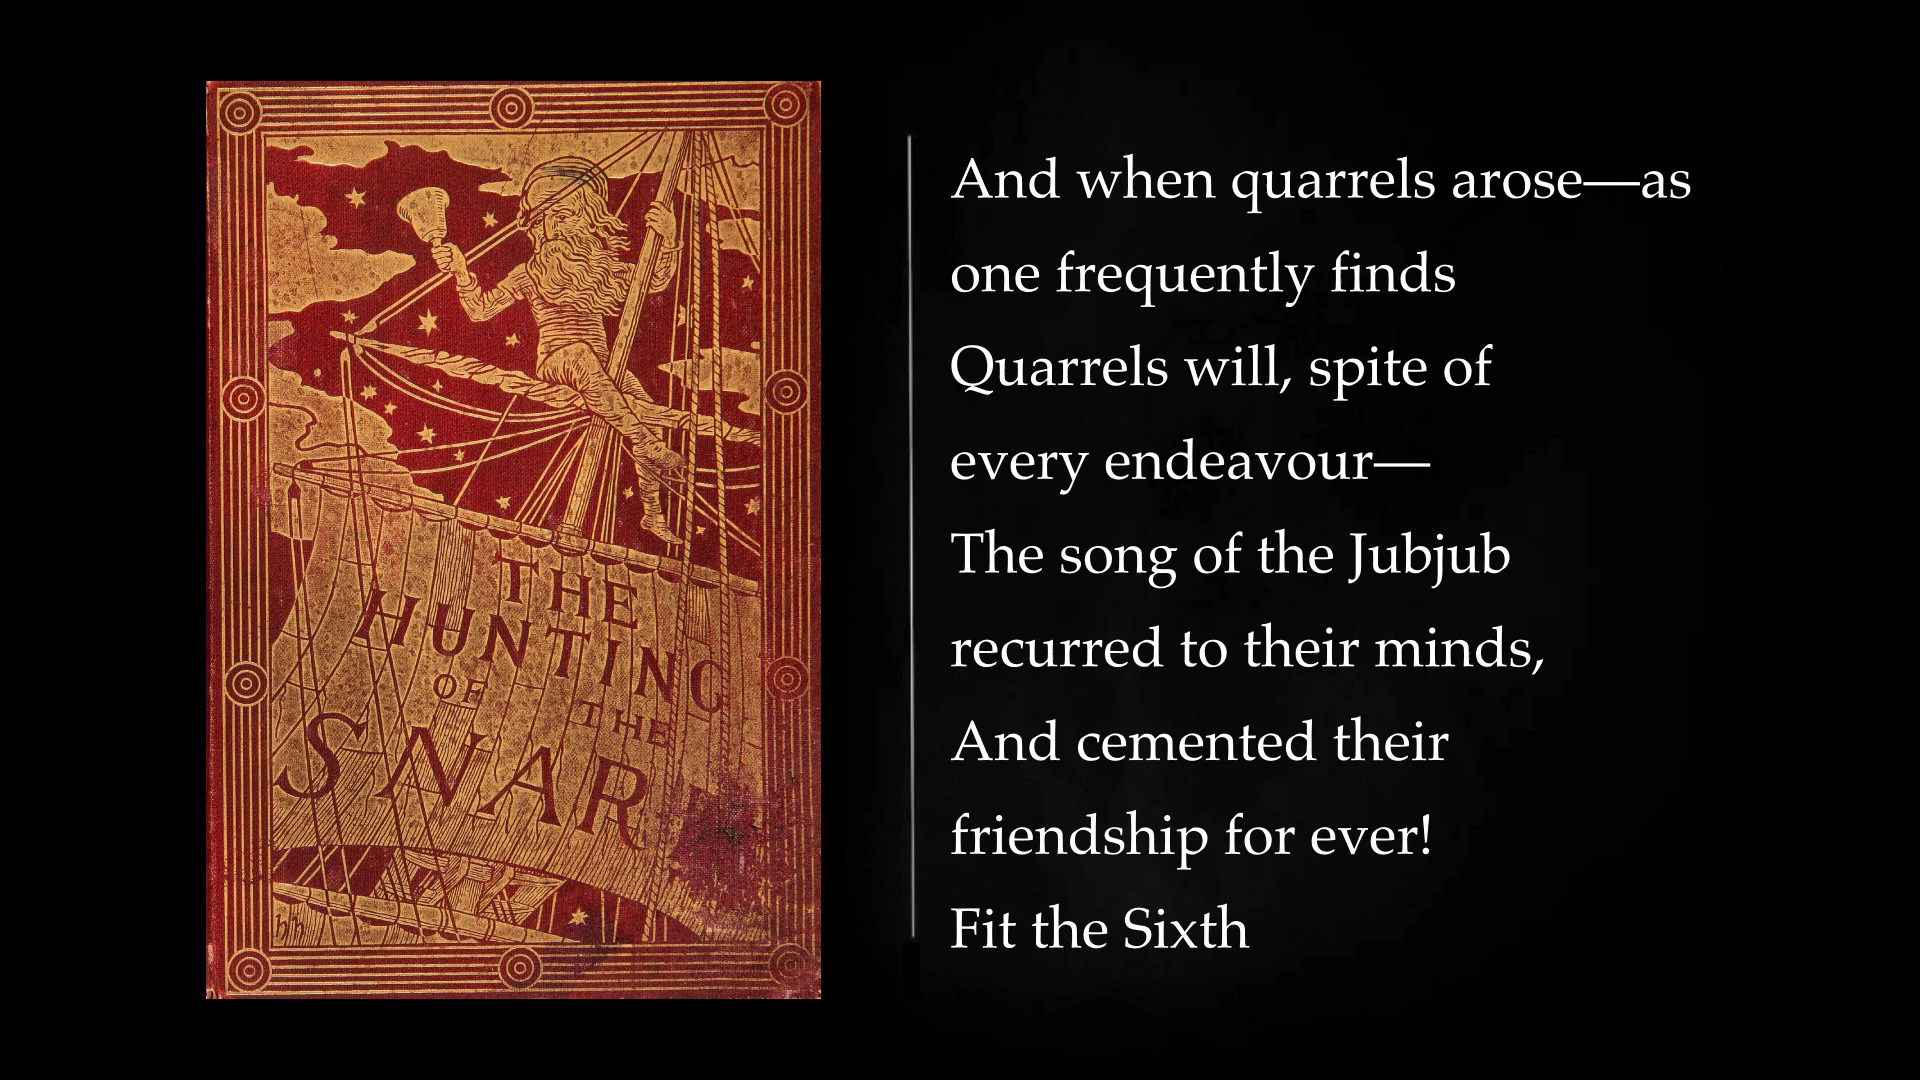 THE
HUNTING
OF THE
SNAR
And when quarrels arose—as
one frequently finds
Quarrels will, spite of
every endeavour—
The song of the Jubjub
recurred to their minds,
And cemented their
friendship for ever!
Fit the Sixth